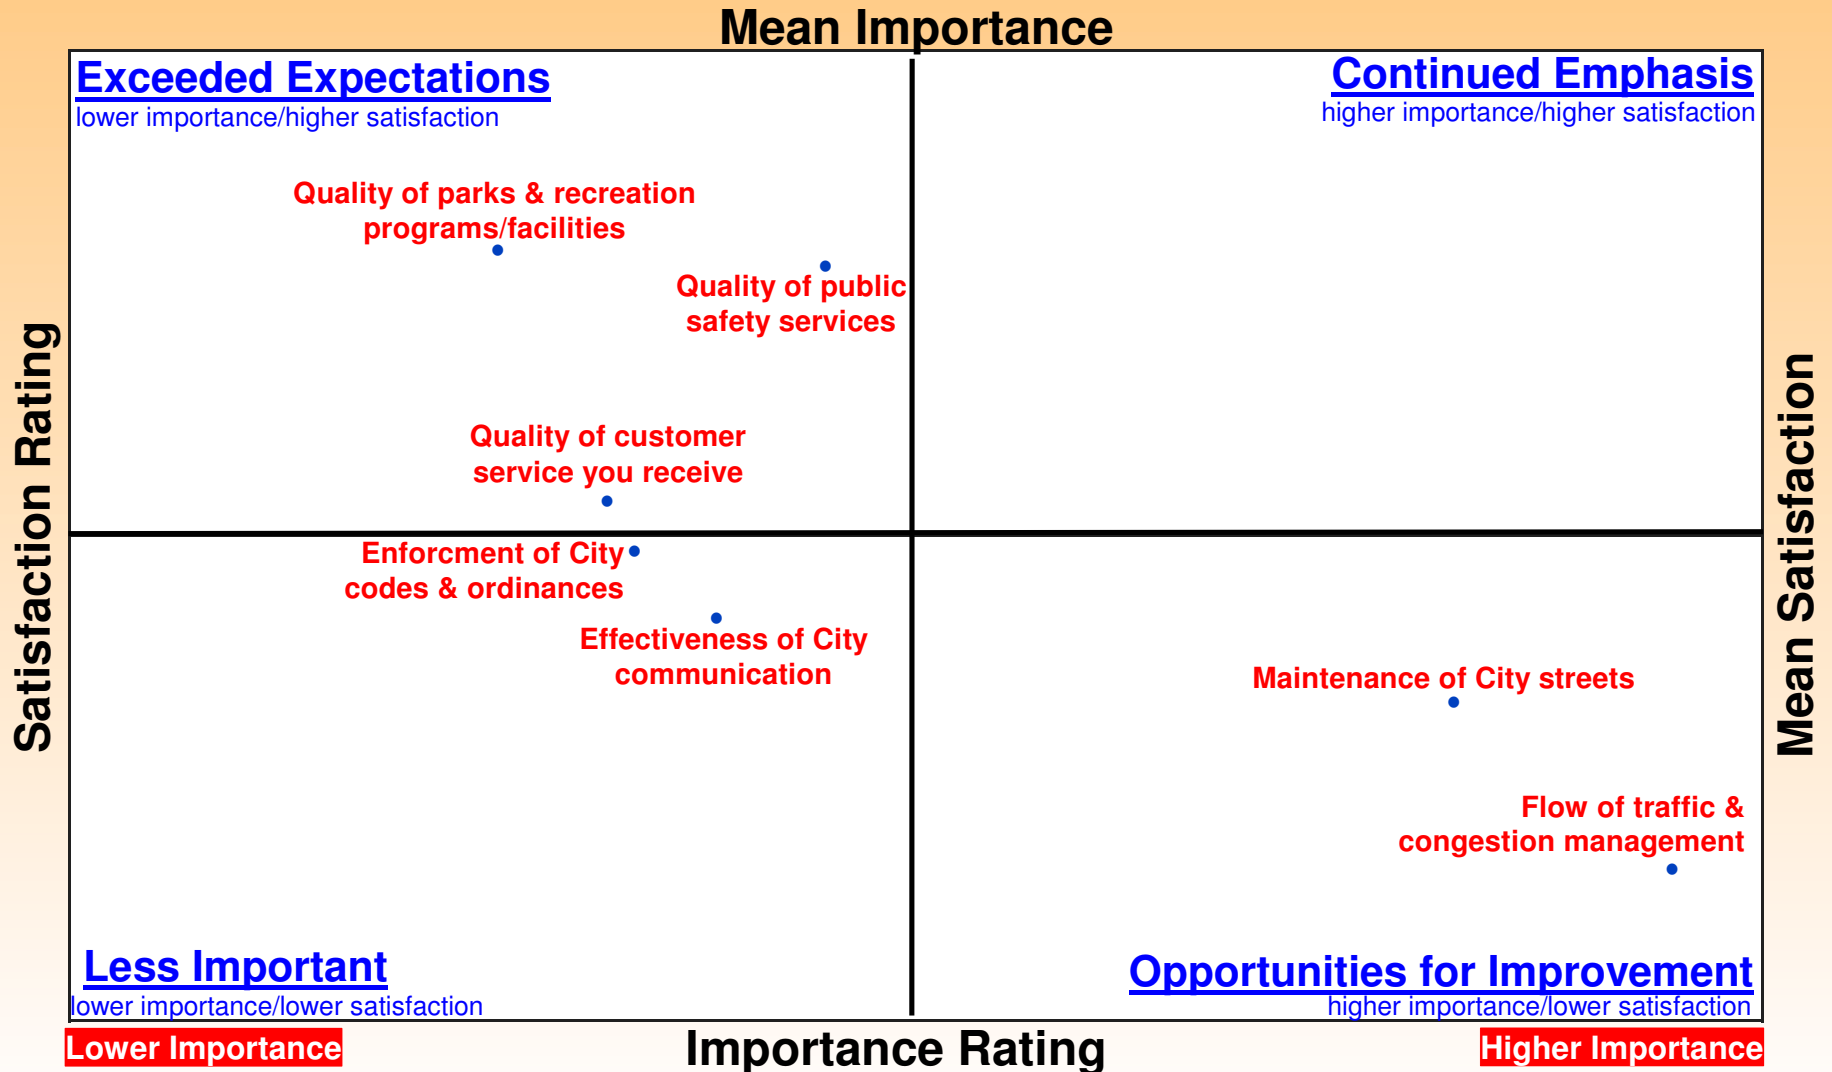 Mean Importance
Exceeded Expectations
lower importance/higher satisfaction
Continued Emphasis
higher importance/higher satisfaction
Quality of parks & recreation
programs/facilities
Quality of public
safety services
Quality of customer
service you receive
Satisfaction Rating
Mean Satisfaction
Enforcment of City
codes & ordinances
Effectiveness of City
communication
Maintenance of City streets
Flow of traffic &
congestion management
Less Important
lower importance/lower satisfaction
Opportunities for Improvement
higher importance/lower satisfaction
Lower Importance
Importance Rating
Higher Importance